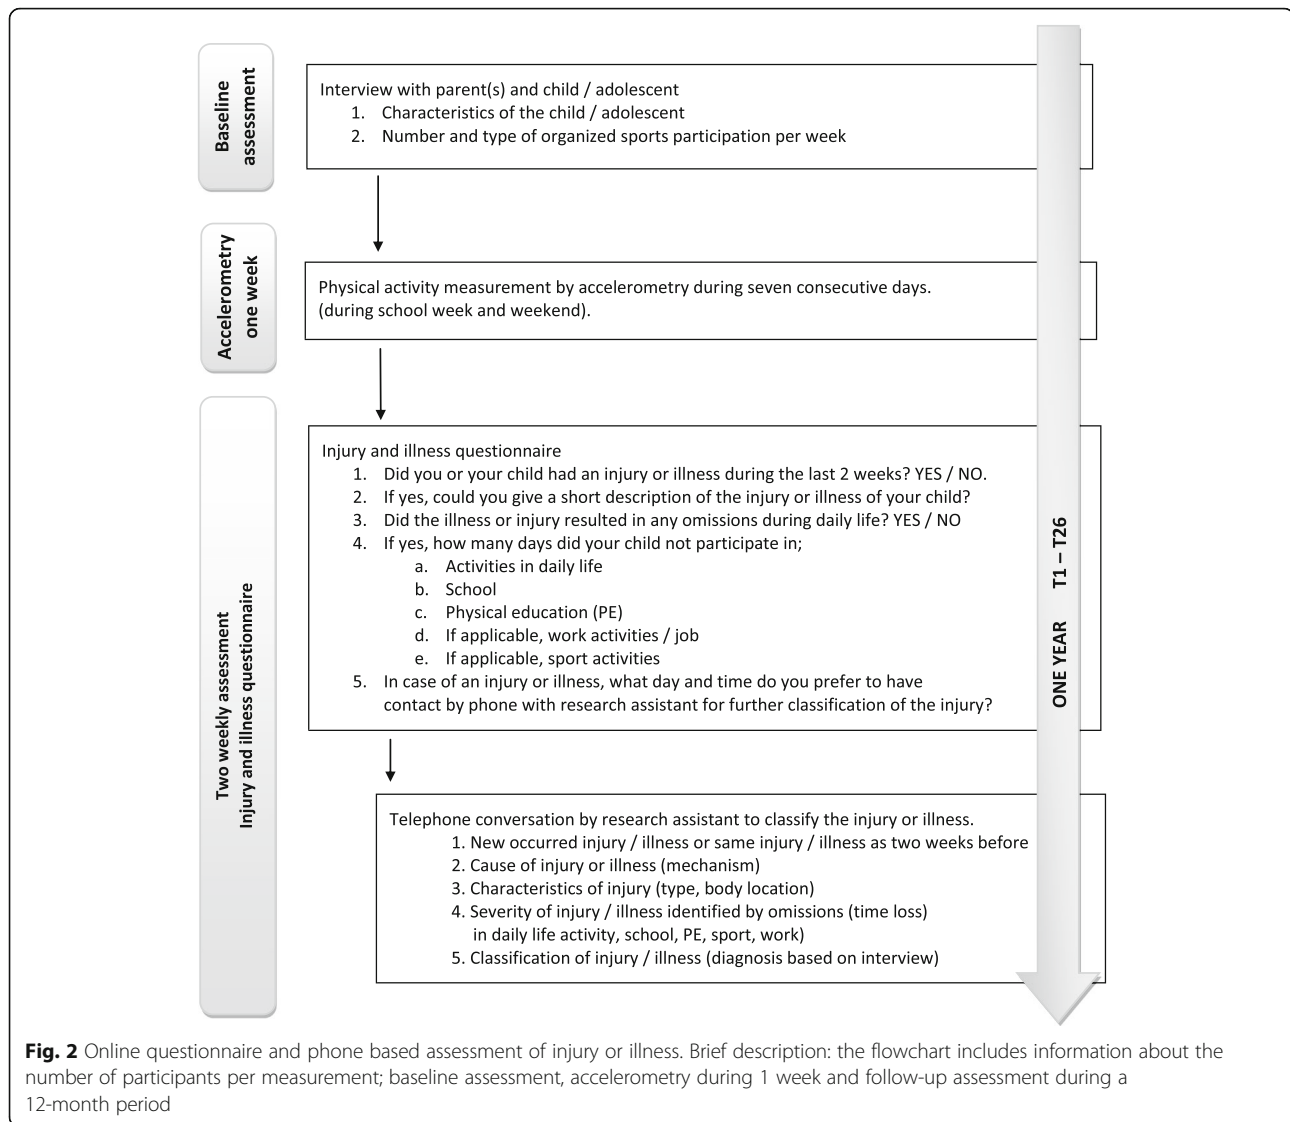 Baseline
assessment
Interview with parent(s) and child / adolescent
1. Characteristics of the child / adolescent
2. Number and type of organized sports participation per week
Accelerometry
one week
Physical activity measurement by accelerometry during seven consecutive days.
(during school week and weekend).
Two weekly assessment
Injury and illness questionnaire
Injury and illness questionnaire
1. Did you or your child had an injury or illness during the last 2 weeks? YES / NO.
2. If yes, could you give a short description of the injury or illness of your child?
3. Did the illness or injury resulted in any omissions during daily life? YES / NO
4. If yes, how many days did your child not participate in;
a. Activities in daily life
b. School
c. Physical education (PE)
d. If applicable, work activities / job
e. If applicable, sport activities
5. In case of an injury or illness, what day and time do you prefer to have
contact by phone with research assistant for further classification of the injury?
Telephone conversation by research assistant to classify the injury or illness.
1. New occurred injury / illness or same injury / illness as two weeks before
2. Cause of injury or illness (mechanism)
3. Characteristics of injury (type, body location)
4. Severity of injury / illness identified by omissions (time loss)
in daily life activity, school, PE, sport, work)
5. Classification of injury / illness (diagnosis based on interview)
ONE YEAR T1 – T26
Fig. 2 Online questionnaire and phone based assessment of injury or illness. Brief description: the flowchart includes information about the
number of participants per measurement; baseline assessment, accelerometry during 1 week and follow-up assessment during a
12-month period